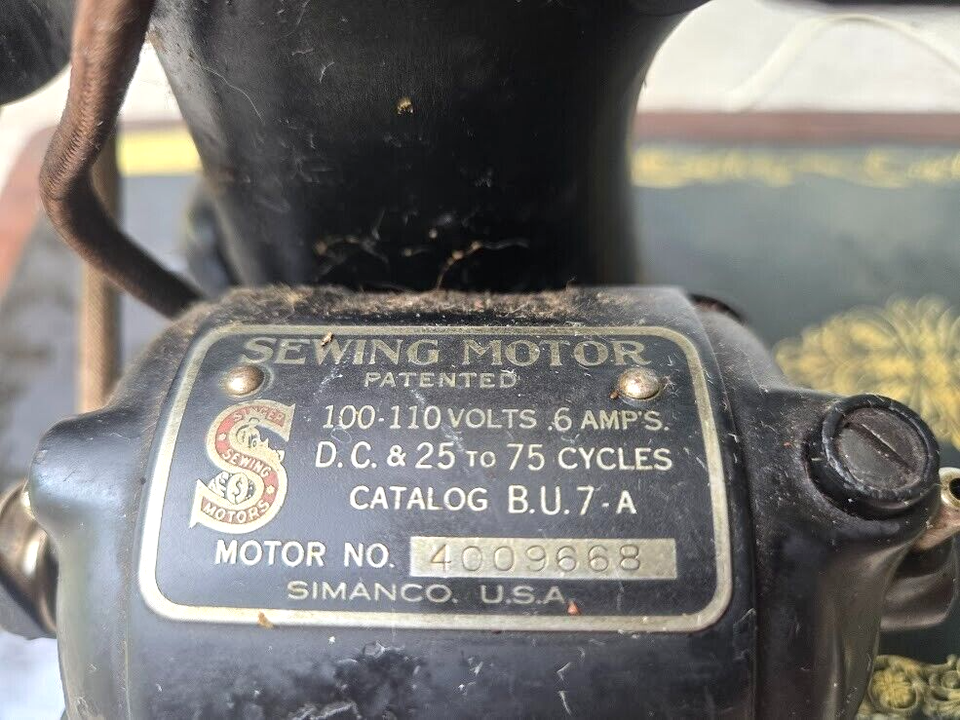 SEWING MOTOR
PATENTED
SINGER
SEWING
MOTORS
100-110 VOLTS .6 AMP'S.
D.C. & 25 TO 75 CYCLES
CATALOG B.U.7-A
MOTOR NO. 4009668
SIMANCO. U.S.A.